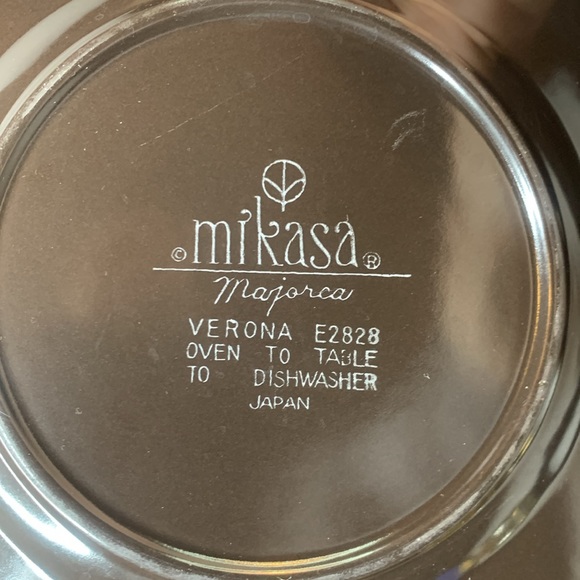 © mikasa ®
Majorca
VERONA E2828
OVEN TO TABLE
TO DISHWASHER
JAPAN